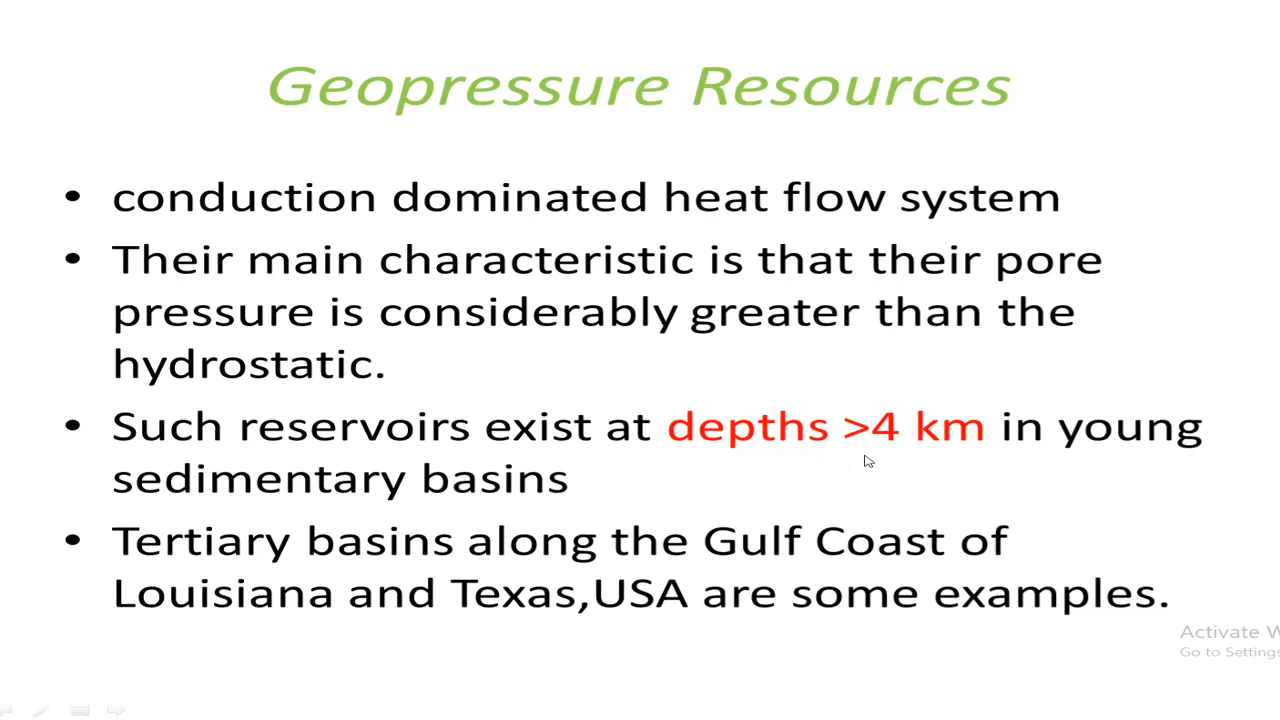 Geopressure Resources
• conduction dominated heat flow system
• Their main characteristic is that their pore
pressure is considerably greater than the
hydrostatic.
• Such reservoirs exist at depths >4 km in young
sedimentary basins
• Tertiary basins along the Gulf Coast of
Louisiana and Texas,USA are some examples.
Activate W
Go to Settings